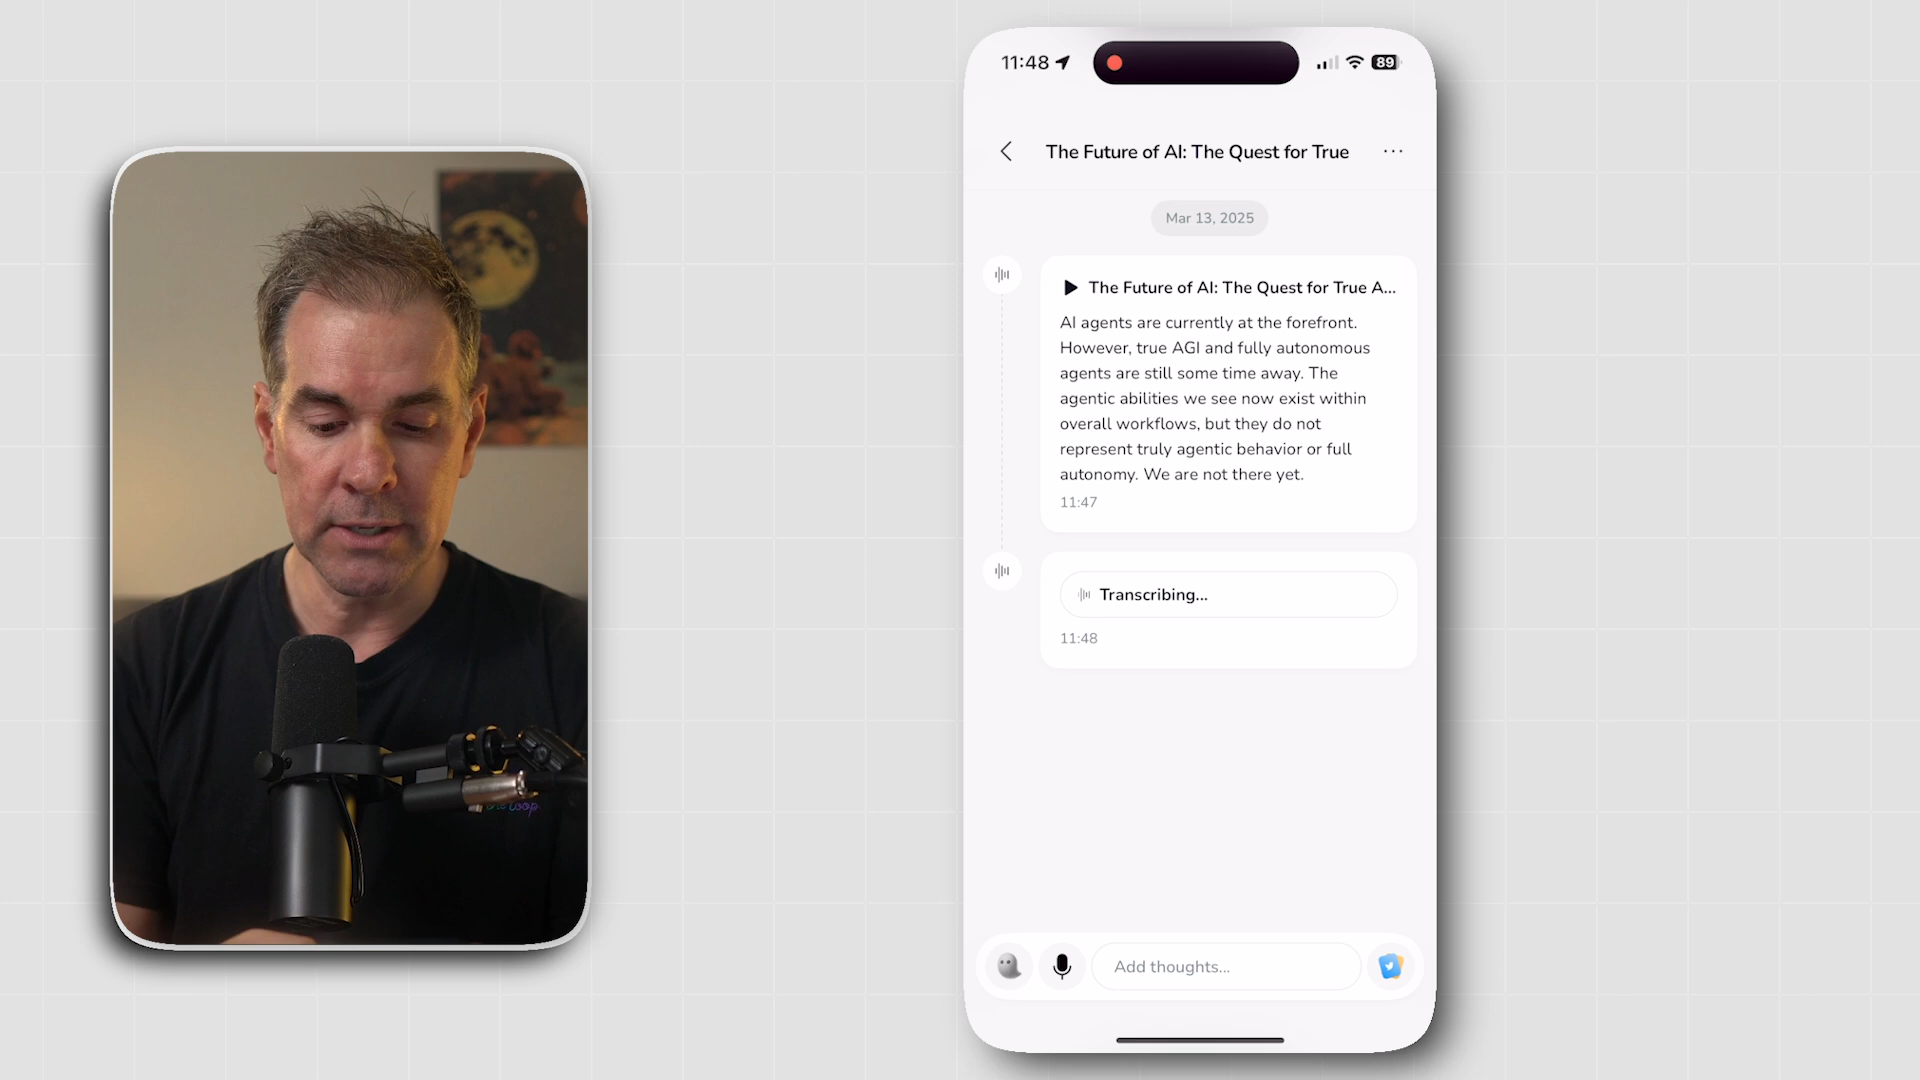 11:48
89
The Future of AI: The Quest for True
Mar 13, 2025
The Future of AI: The Quest for True A...
AI agents are currently at the forefront.
However, true AGI and fully autonomous
agents are still some time away. The
agentic abilities we see now exist within
overall workflows, but they do not
represent truly agentic behavior or full
autonomy. We are not there yet.
11:47
Transcribing...
11:48
Add thoughts...